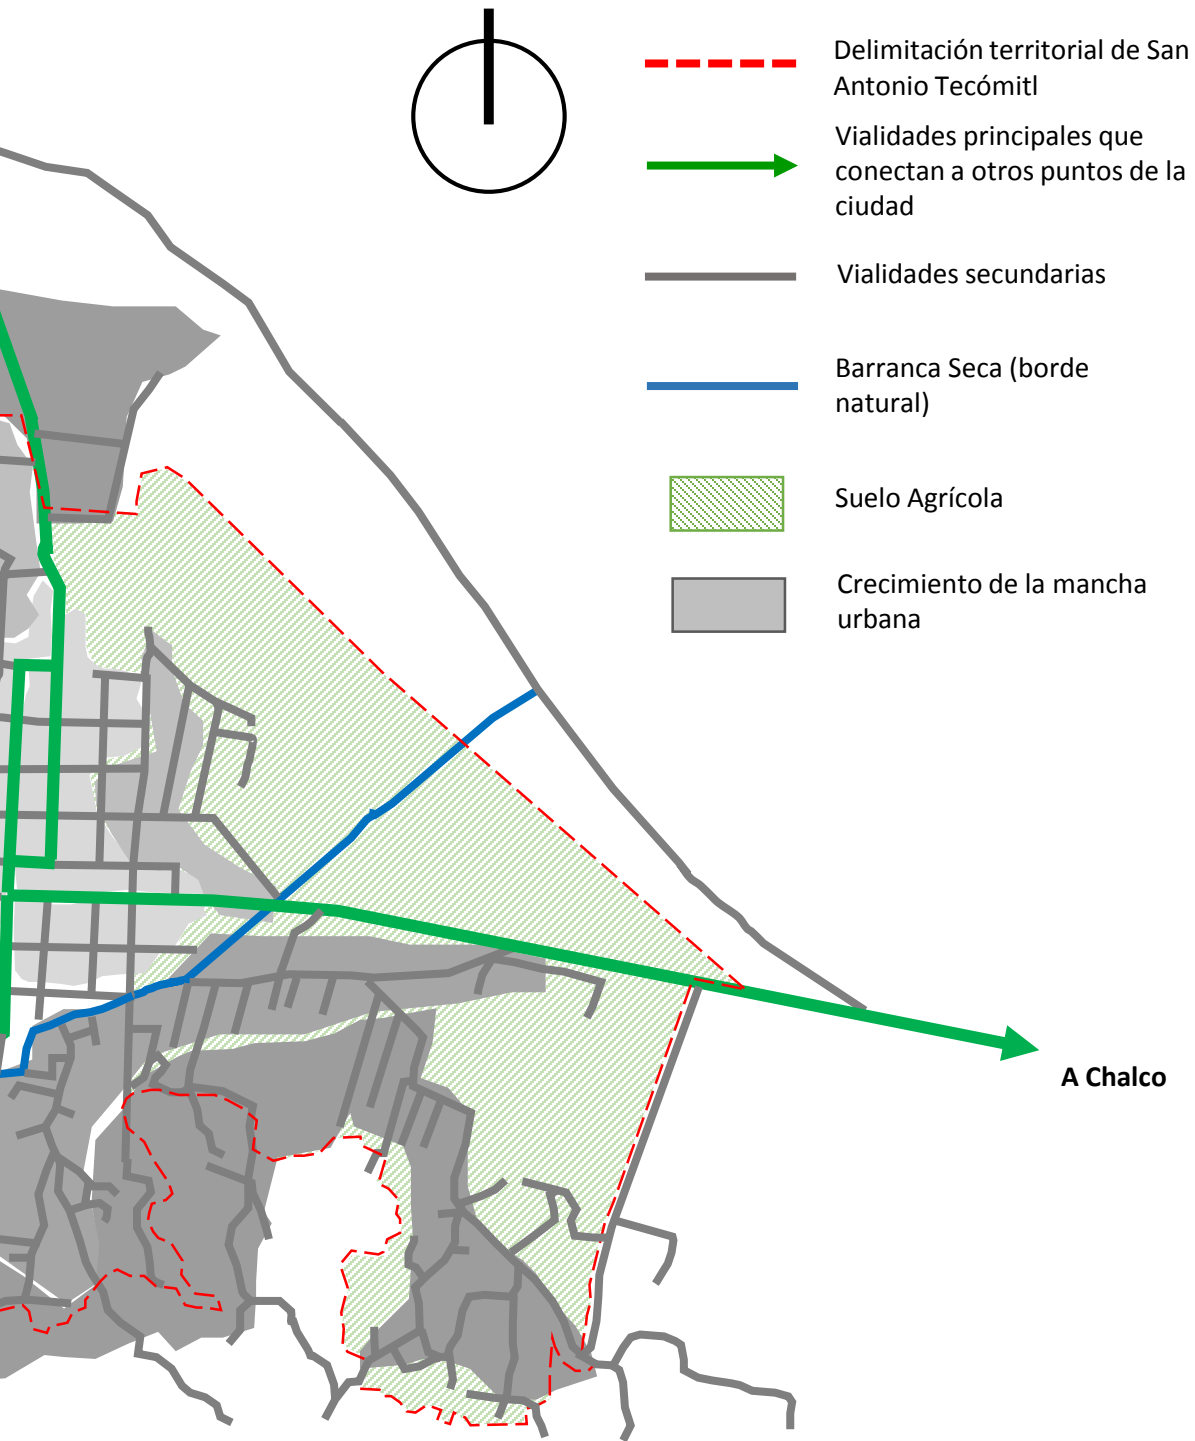 Delimitación territorial de San
Antonio Tecómitl
Vialidades principales que
conectan a otros puntos de la
ciudad
Vialidades secundarias
Barranca Seca (borde
natural)
Suelo Agrícola
Crecimiento de la mancha
urbana
A Chalco